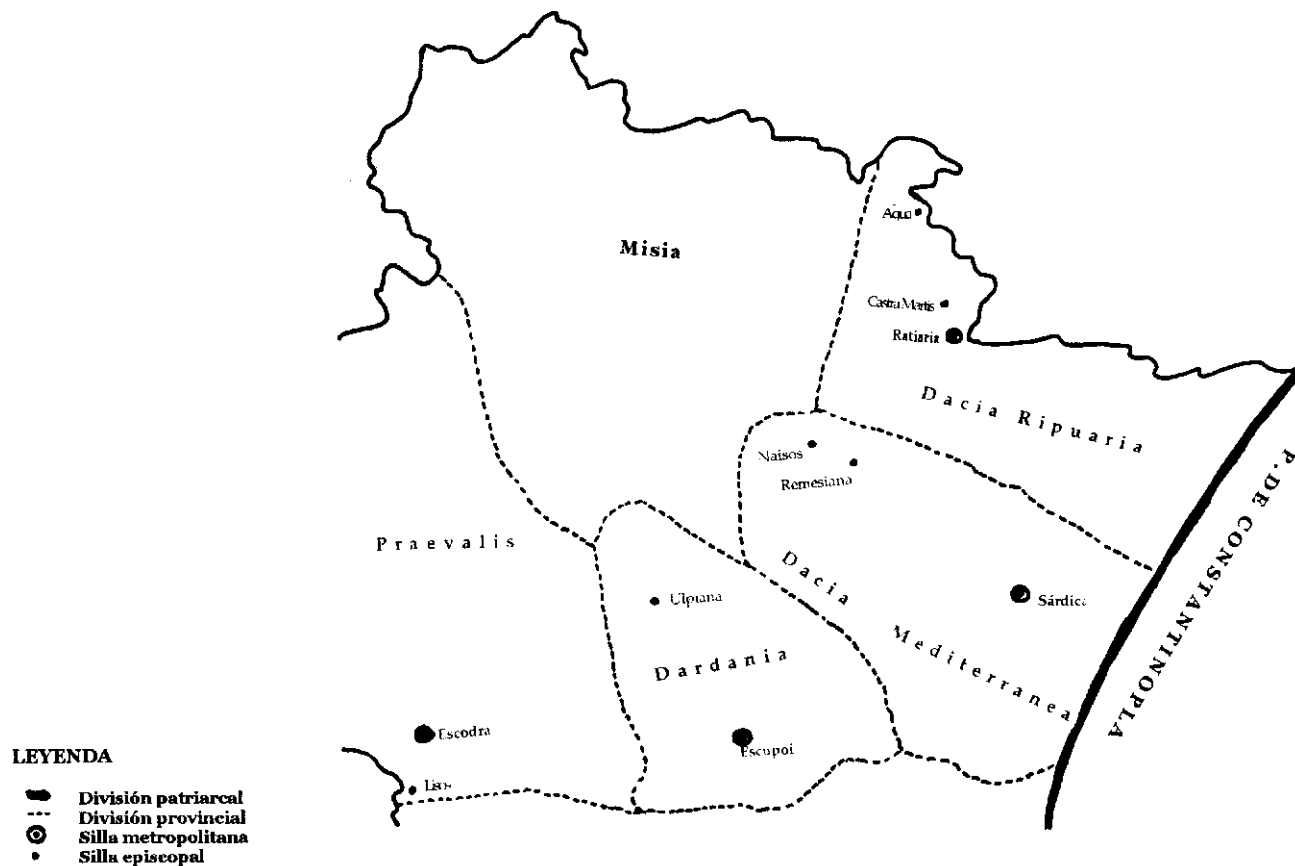 Misia
Aqua
Castra Martis
Ratiaria
Dacia Ripuaria
Naisos
Remesiana
P. DE CONSTANTINOPLA
Praevalis
Dacia
Mediterranea
Ulpiana
Sárdica
Dardania
Escodra
Escupoi
Lisos
LEYENDA
División patriarcal
División provincial
Silla metropolitana
Silla episcopal